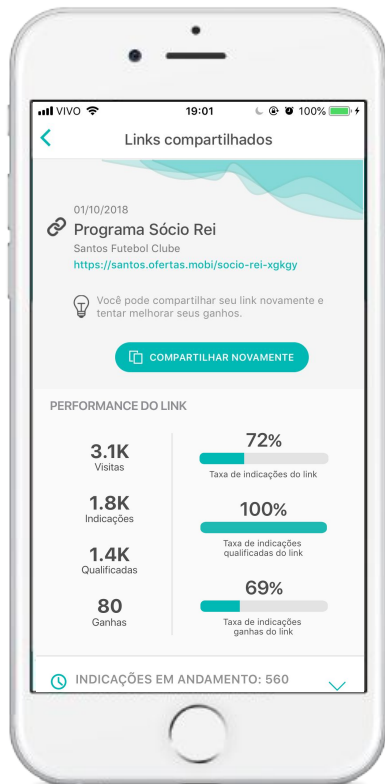 VIVO 19:01 100%
Links compartilhados
01/10/2018
Programa Sócio Rei
Santos Futebol Clube
https://santos.ofertas.mobi/socio-rei-xgkgy
Você pode compartilhar seu link novamente e
tentar melhorar seus ganhos.
COMPARTILHAR NOVAMENTE
PERFORMANCE DO LINK
3.1K
Visitas
1.8K
Indicações
1.4K
Qualificadas
80
Ganhas
72%
Taxa de indicações do link
100%
Taxa de indicações
qualificadas do link
69%
Taxa de indicações
ganhas do link
INDICAÇÕES EM ANDAMENTO: 560